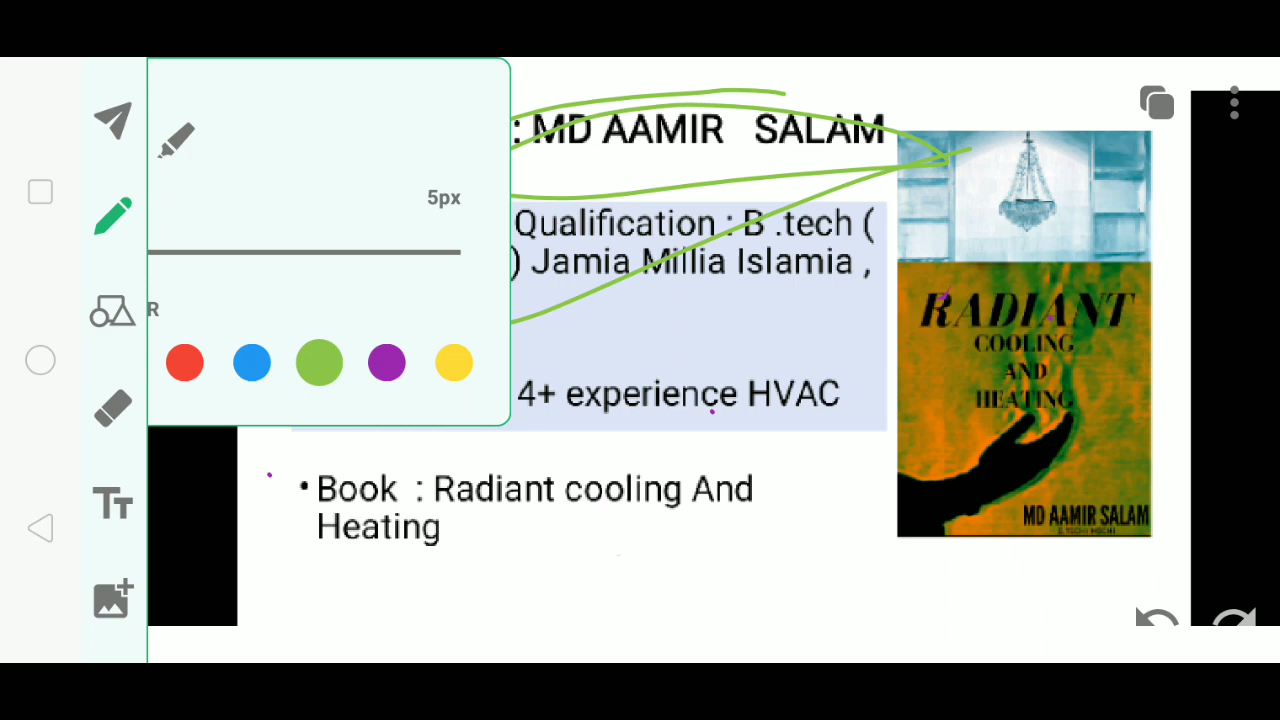 : MD AAMIR SALAM
5px
Qualification : B .tech (
) Jamia Millia Islamia ,
R
4+ experience HVAC
• Book : Radiant cooling And
Heating
RADIANT
COOLING
AND
HEATING
MD AAMIR SALAM